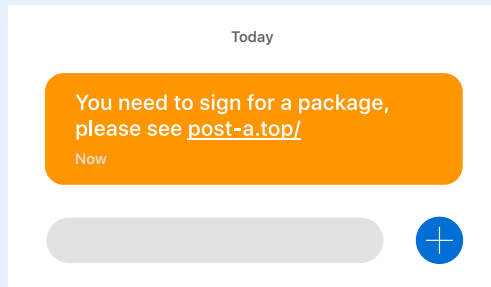 Today
You need to sign for a package,
please see post-a.top/
Now